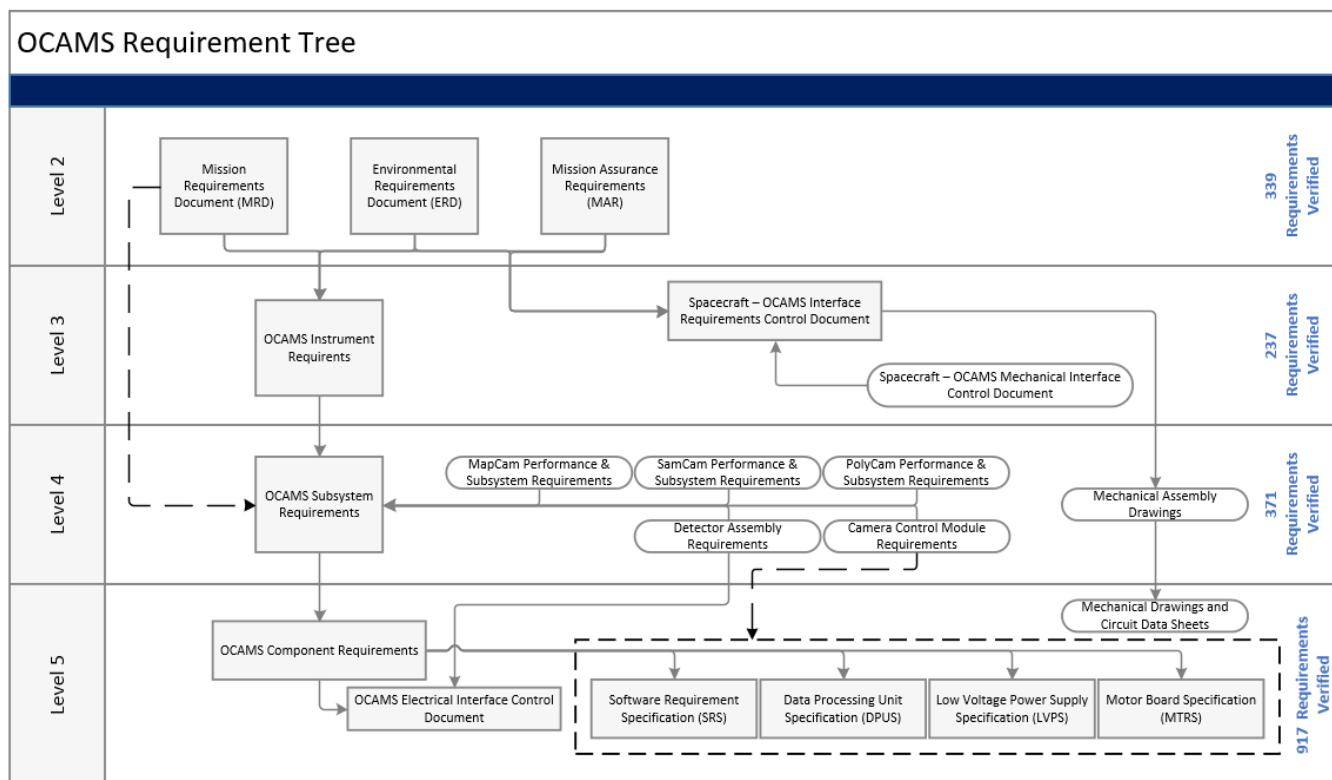 OCAMS Requirement Tree
Level 2
Mission
Requirements
Document (MRD)
Environmental
Requirements
Document (ERD)
Mission Assurance
Requirements
(MAR)
339
Requirements
Verified
Level 3
OCAMS Instrument
Requirents
Spacecraft – OCAMS Interface
Requirements Control Document
Spacecraft – OCAMS Mechanical Interface
Control Document
237
Requirements
Verified
Level 4
OCAMS Subsystem
Requirements
MapCam Performance &
Subsystem Requirements
SamCam Performance &
Subsystem Requirements
PolyCam Performance &
Subsystem Requirements
Detector Assembly
Requirements
Camera Control Module
Requirements
Mechanical Assembly
Drawings
371
Requirements
Verified
Level 5
OCAMS Component Requirements
OCAMS Electrical Interface Control
Document
Mechanical Drawings and
Circuit Data Sheets
Software Requirement
Specification (SRS)
Data Processing Unit
Specification (DPUS)
Low Voltage Power Supply
Specification (LVPS)
Motor Board Specification
(MTRS)
917 Requirements
Verified